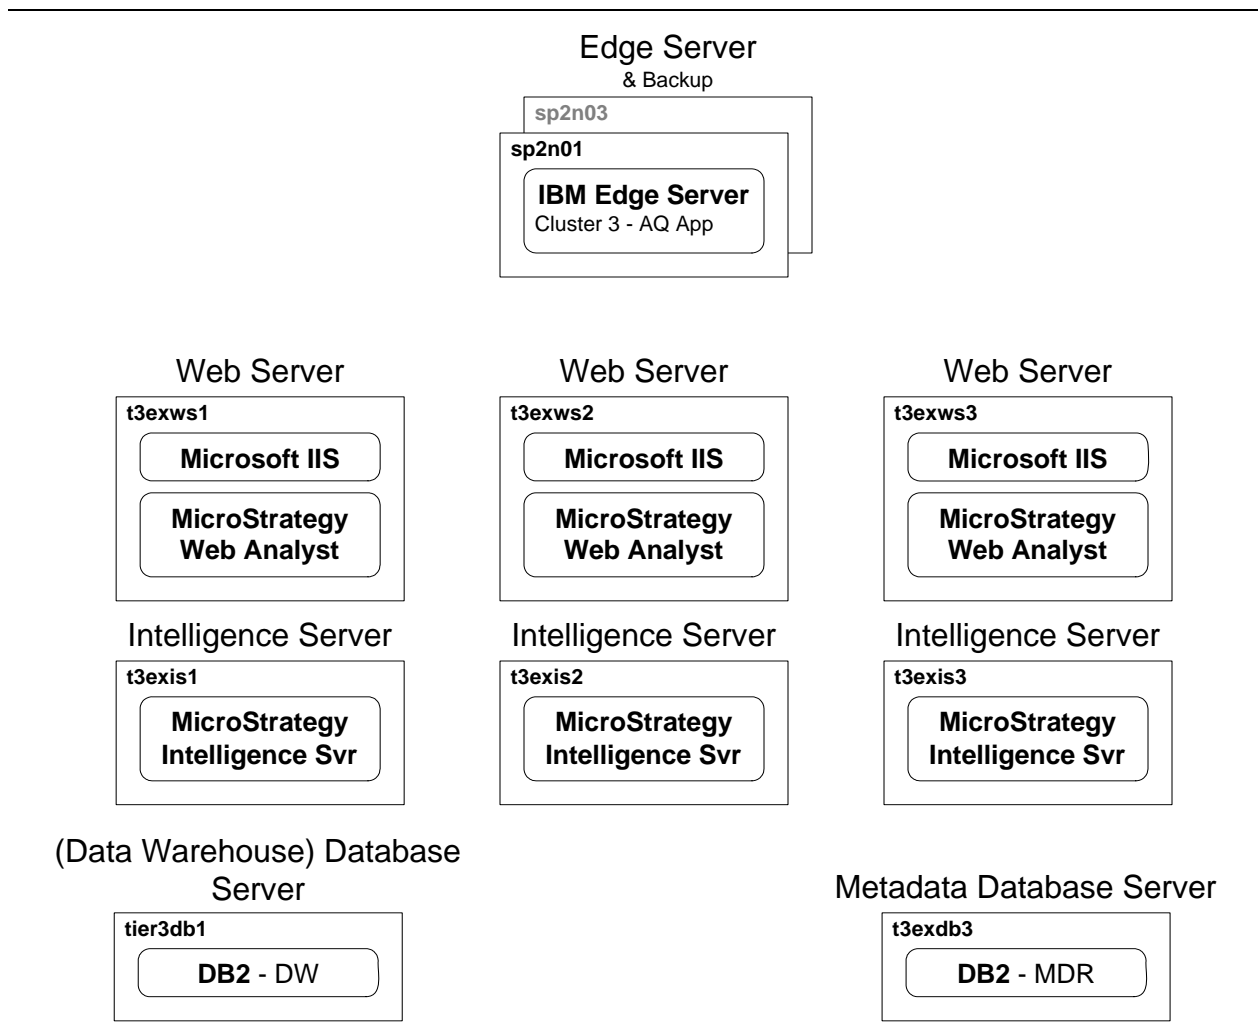 Edge Server
& Backup
sp2n03
sp2n01
IBM Edge Server
Cluster 3 - AQ App
Web Server
Web Server
Web Server
t3exws1
t3exws2
t3exws3
Microsoft IIS
Microsoft IIS
Microsoft IIS
MicroStrategy
Web Analyst
MicroStrategy
Web Analyst
MicroStrategy
Web Analyst
Intelligence Server
Intelligence Server
Intelligence Server
t3exis1
t3exis2
t3exis3
MicroStrategy
Intelligence Svr
MicroStrategy
Intelligence Svr
MicroStrategy
Intelligence Svr
(Data Warehouse) Database
Server
Metadata Database Server
tier3db1
t3exdb3
DB2 - DW
DB2 - MDR